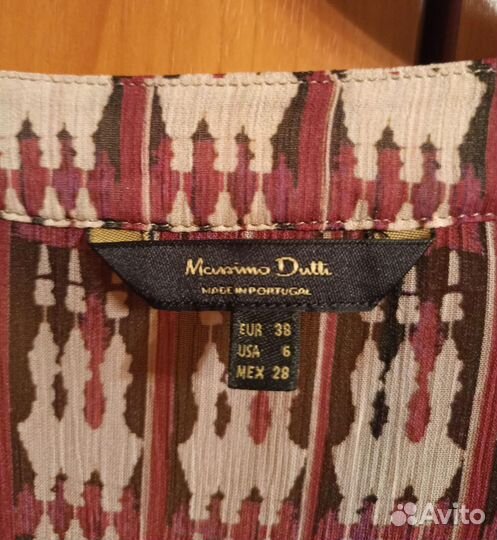 Massimo Dutti
MADE IN PORTUGAL
EUR 38
USA 6
MEX 28
Avito